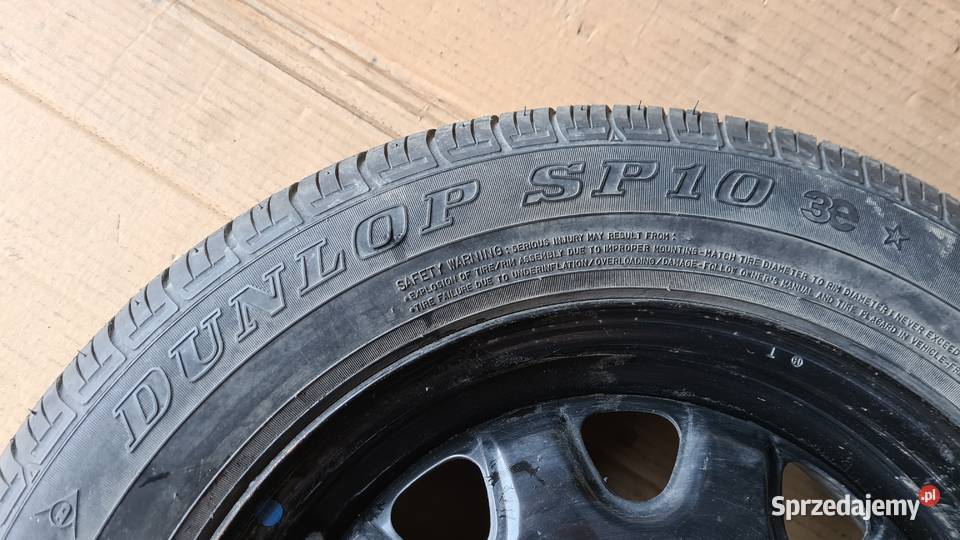 DUNLOP SP10 3e
SAFETY WARNING: SERIOUS INJURY MAY RESULT FROM:
•EXPLOSION OF TIRE/RIM ASSEMBLY DUE TO IMPROPER MOUNTING-MATCH TIRE DIAMETER TO RIM DIAMETER; NEVER EXCEED
•TIRE FAILURE DUE TO UNDERINFLATION/OVERLOADING/DAMAGE-FOLLOW OWNER'S MANUAL AND TIRE PLACARD IN VEHICLE-
T
Sprzedajemy.pl